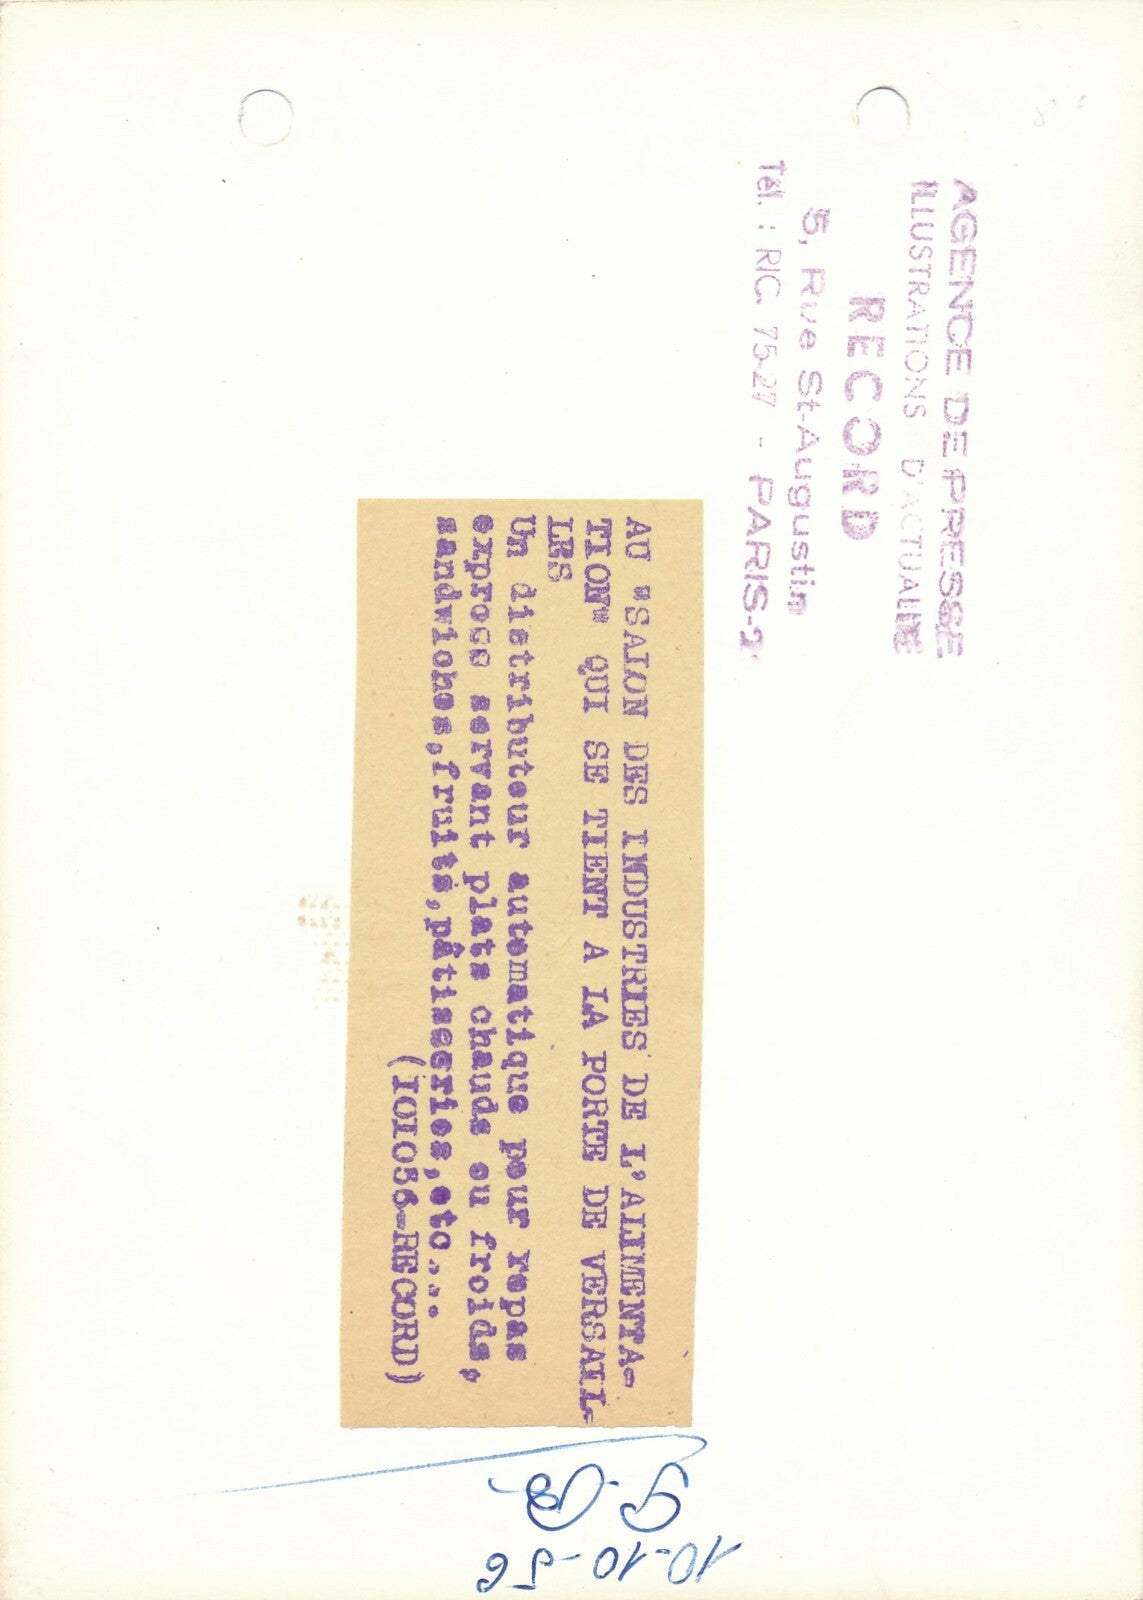 AGENCE DE PRESSE
ILLUSTRATIONS D'ACTUALITE
RECORD
5, Rue St-Augustin
Tél. : RIC. 75-27 - PARIS-2
AU "SALON DES INDUSTRIES DE L'ALIMENTA-
TION" QUI SE TIENT A LA PORTE DE VERSAIL-
LES
Un distributeur automatique pour repas
express servant plats chauds ou froids,
sandwiches,fruits,pâtisseries,etc...
(IOIO56-RECORD)
10-10-56